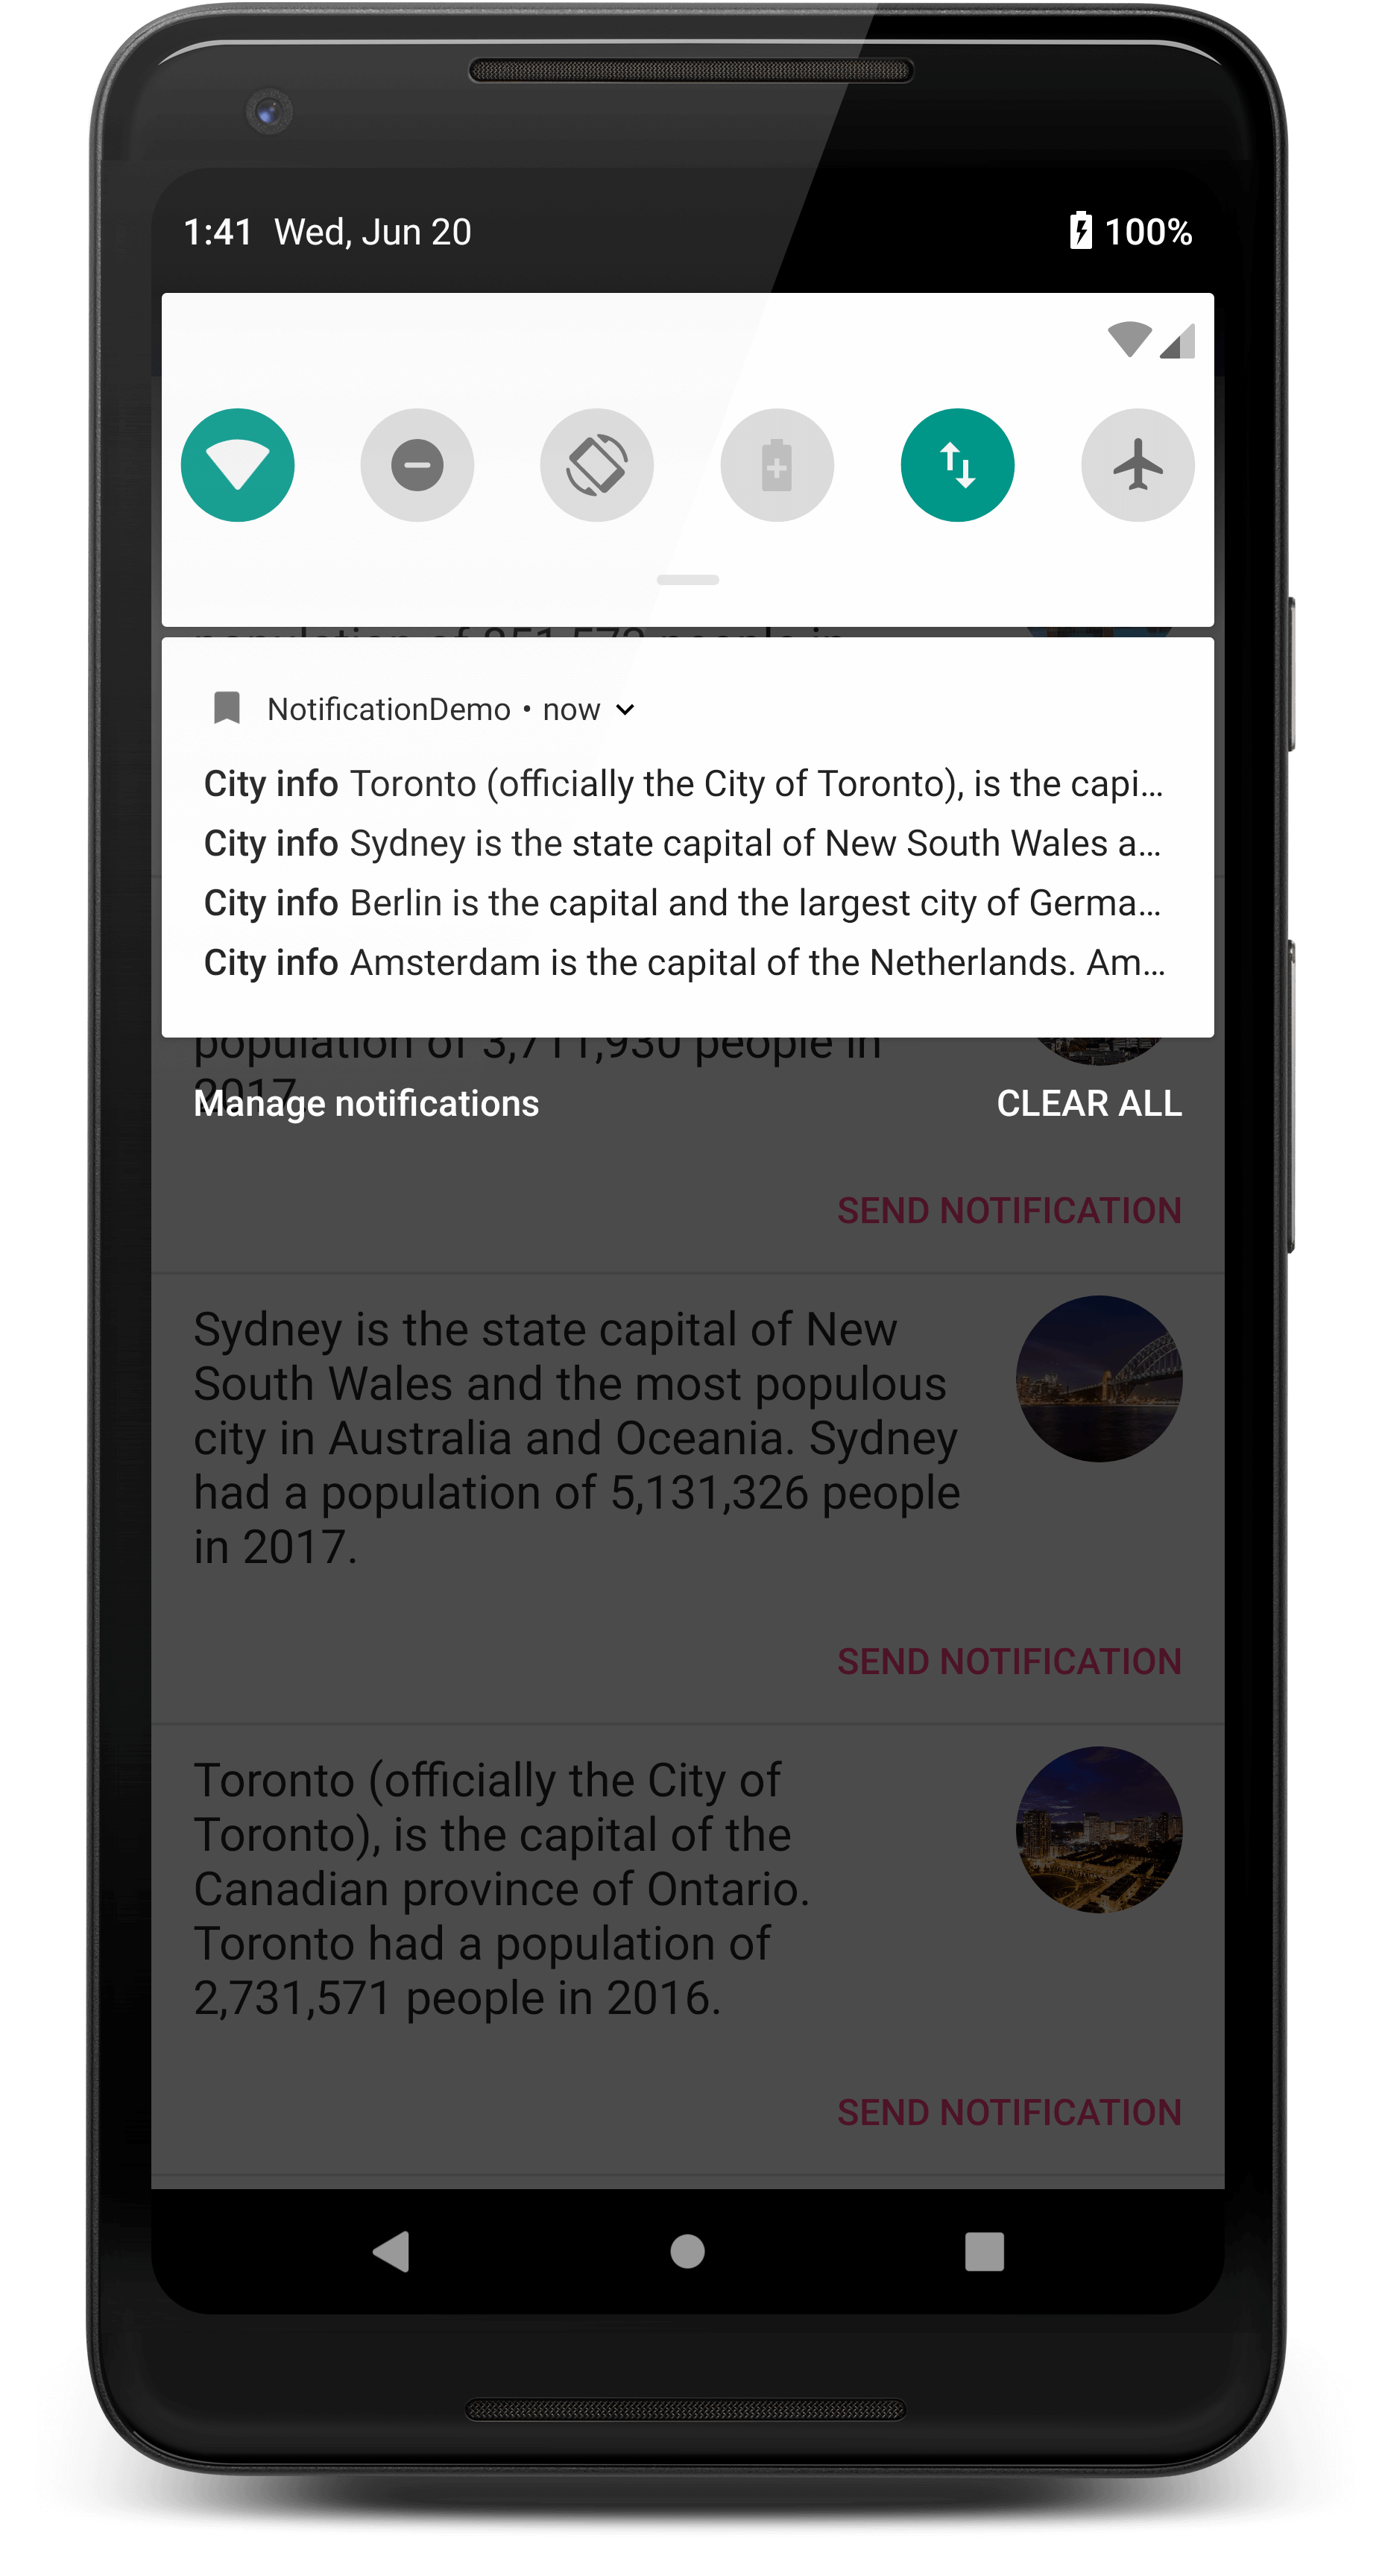 1:41 Wed, Jun 20 100%
population of 851,573 people in
NotificationDemo • now
City info Toronto (officially the City of Toronto), is the capi…
City info Sydney is the state capital of New South Wales a…
City info Berlin is the capital and the largest city of Germa…
City info Amsterdam is the capital of the Netherlands. Am…
population of 3,711,930 people in
2017.
Manage notifications CLEAR ALL
SEND NOTIFICATION
Sydney is the state capital of New
South Wales and the most populous
city in Australia and Oceania. Sydney
had a population of 5,131,326 people
in 2017.
SEND NOTIFICATION
Toronto (officially the City of
Toronto), is the capital of the
Canadian province of Ontario.
Toronto had a population of
2,731,571 people in 2016.
SEND NOTIFICATION